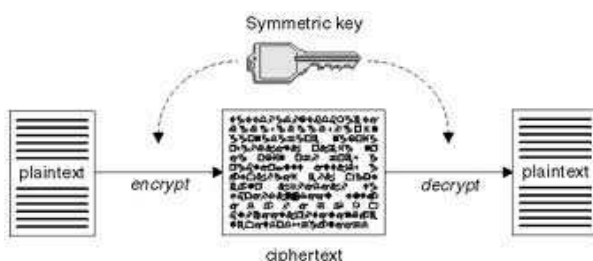 Symmetric key
plaintext
encrypt
decrypt
plaintext
ciphertext